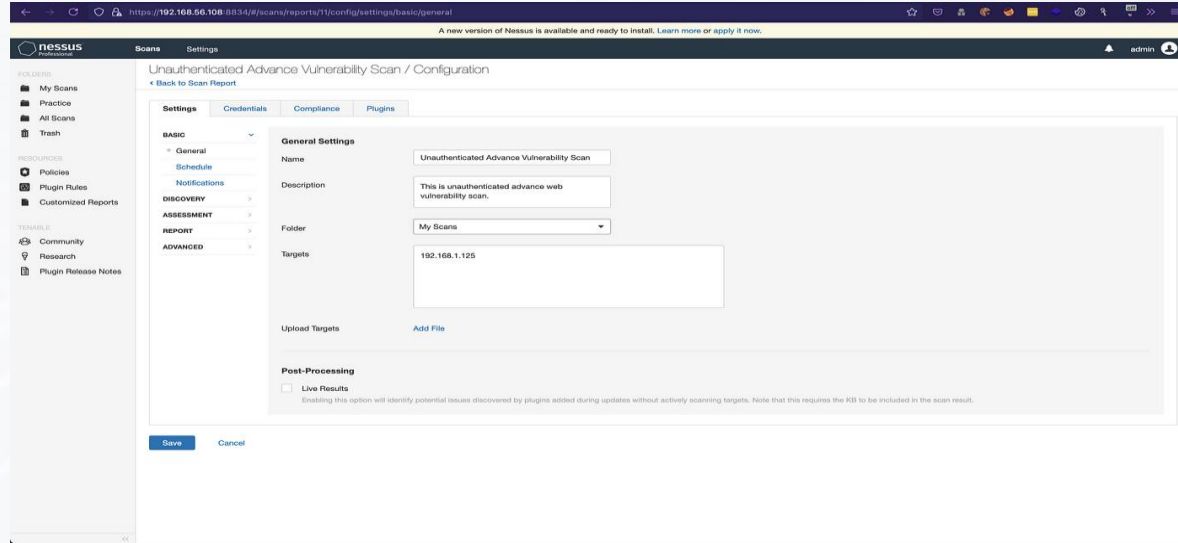 https://192.168.56.108:8834/#/scans/reports/11/config/settings/basic/general
A new version of Nessus is available and ready to install. Learn more or apply it now.
nessus Professional
Scans Settings
admin
FOLDERS
My Scans
Practice
All Scans
Trash
RESOURCES
Policies
Plugin Rules
Customized Reports
TENABLE
Community
Research
Plugin Release Notes
Unauthenticated Advance Vulnerability Scan / Configuration
< Back to Scan Report
Settings Credentials Compliance Plugins
BASIC
General
Schedule
Notifications
DISCOVERY
ASSESSMENT
REPORT
ADVANCED
General Settings
Name Unauthenticated Advance Vulnerability Scan
Description This is unauthenticated advance web
vulnerability scan.
Folder My Scans
Targets 192.168.1.125
Upload Targets Add File
Post-Processing
Live Results
Enabling this option will identify potential issues discovered by plugins added during updates without actively scanning targets. Note that this requires the KB to be included in the scan result.
Save Cancel